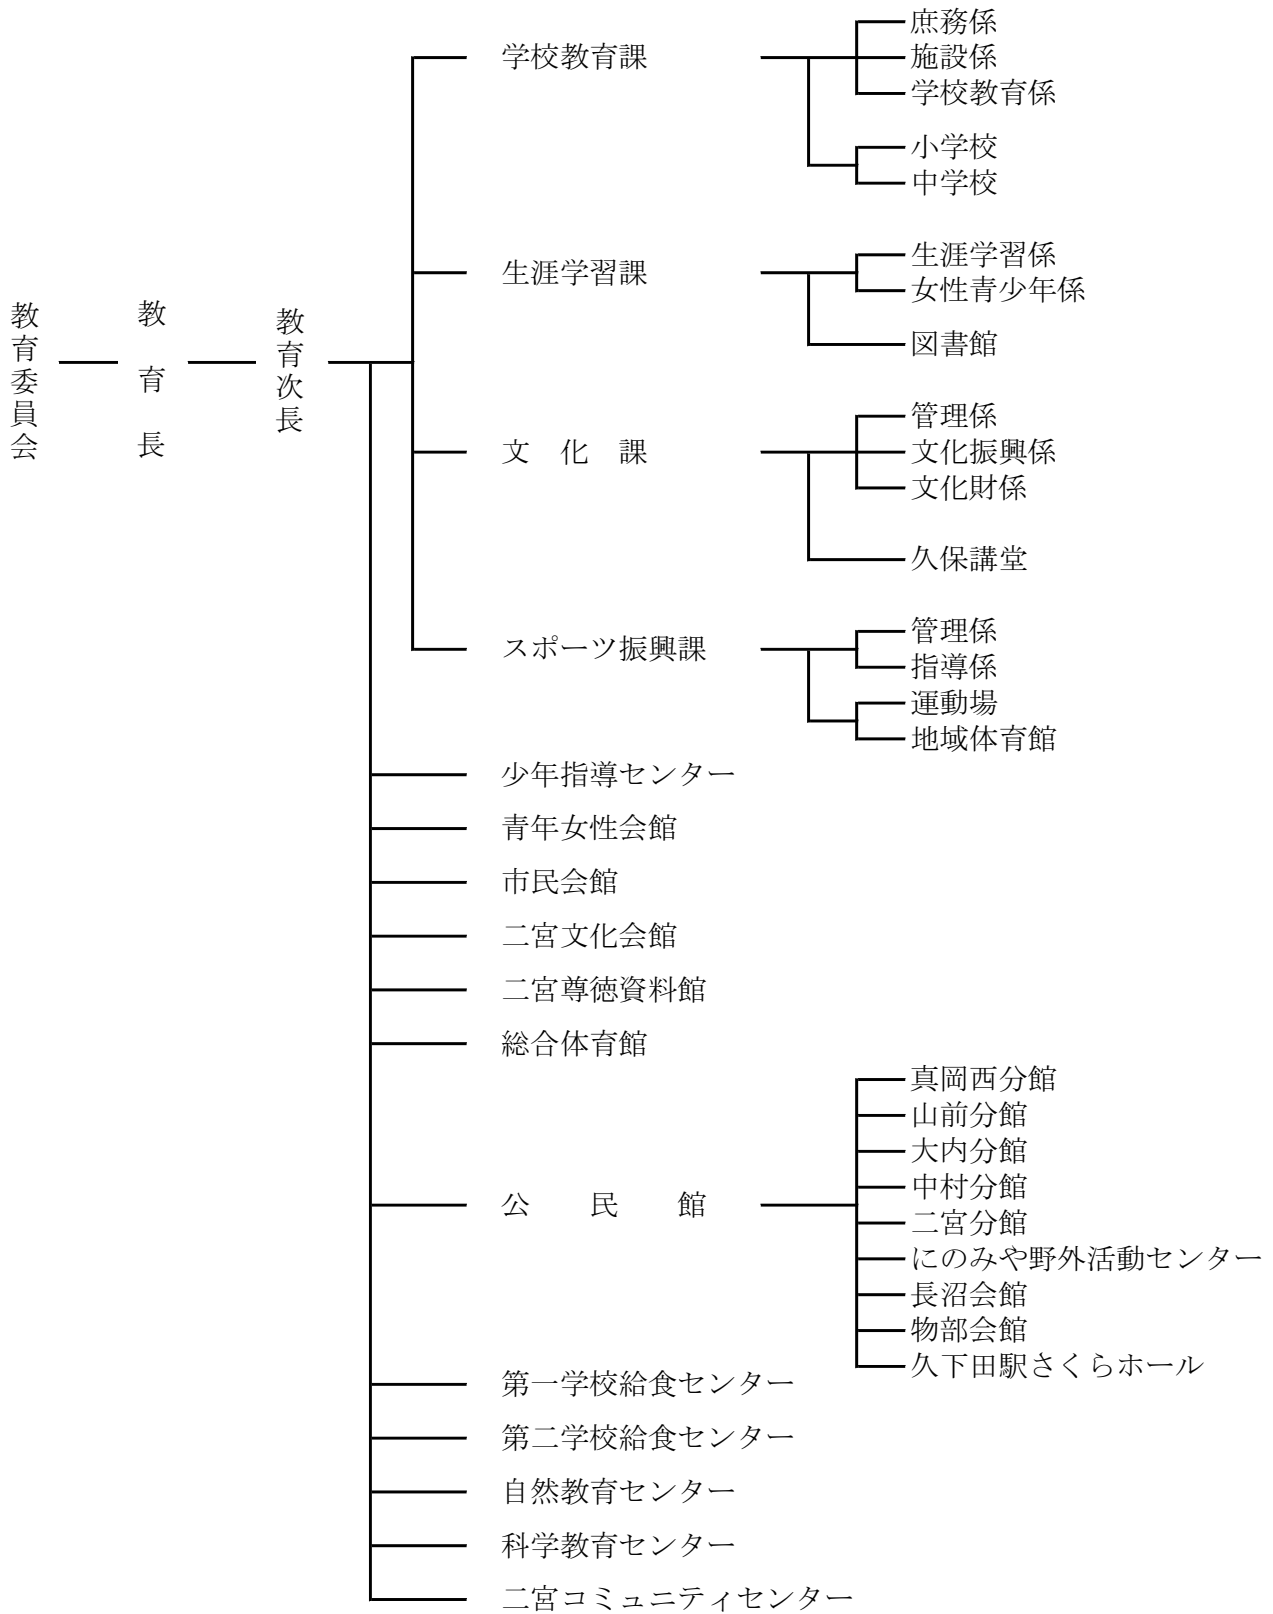 教育委員会
教育長
教育次長
学校教育課
庶務係
施設係
学校教育係
小学校
中学校
生涯学習課
生涯学習係
女性青少年係
図書館
文　化　課
管理係
文化振興係
文化財係
久保講堂
スポーツ振興課
管理係
指導係
運動場
地域体育館
少年指導センター
青年女性会館
市民会館
二宮文化会館
二宮尊徳資料館
総合体育館
公　　民　　館
真岡西分館
山前分館
大内分館
中村分館
二宮分館
にのみや野外活動センター
長沼会館
物部会館
久下田駅さくらホール
第一学校給食センター
第二学校給食センター
自然教育センター
科学教育センター
二宮コミュニティセンター